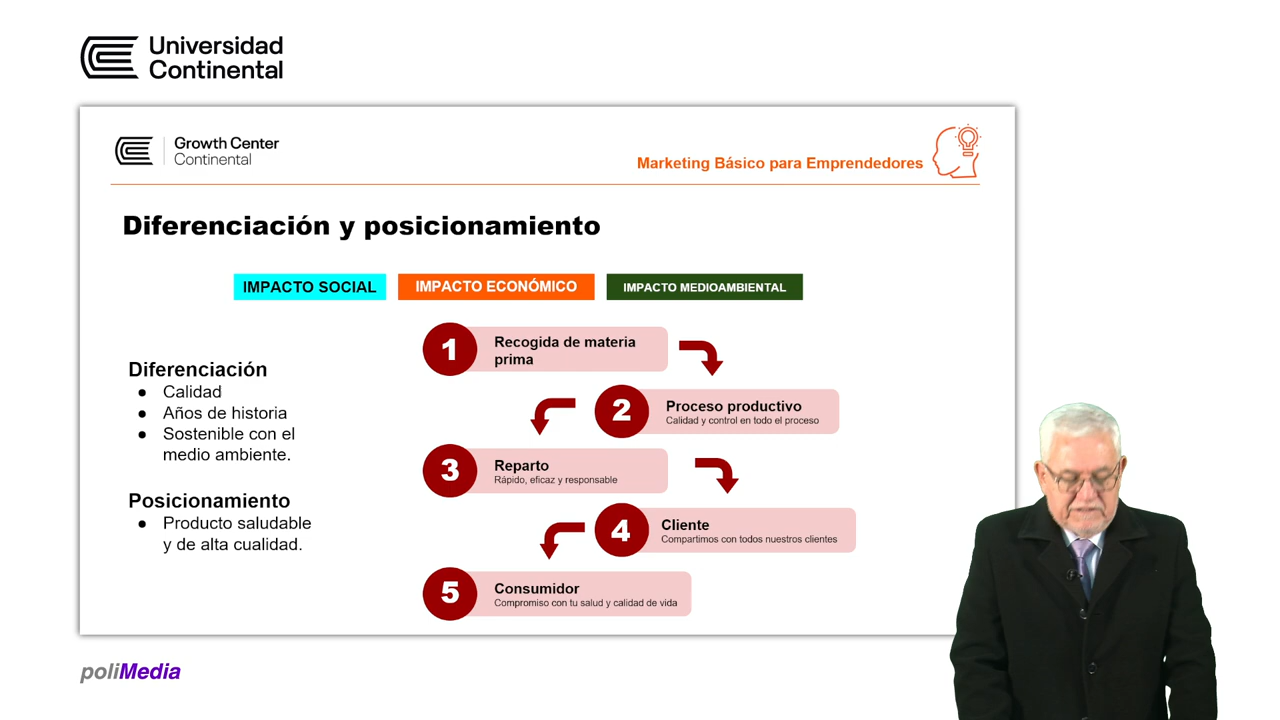 Universidad
Continental
Growth Center
Continental
Marketing Básico para Emprendedores
Diferenciación y posicionamiento
IMPACTO SOCIAL
IMPACTO ECONÓMICO
IMPACTO MEDIOAMBIENTAL
Diferenciación
● Calidad
● Años de historia
● Sostenible con el
medio ambiente.
Posicionamiento
● Producto saludable
y de alta cualidad.
1
Recogida de materia
prima
2
Proceso productivo
Calidad y control en todo el proceso
3
Reparto
Rápido, eficaz y responsable
4
Cliente
Compartimos con todos nuestros clientes
5
Consumidor
Compromiso con tu salud y calidad de vida
poliMedia